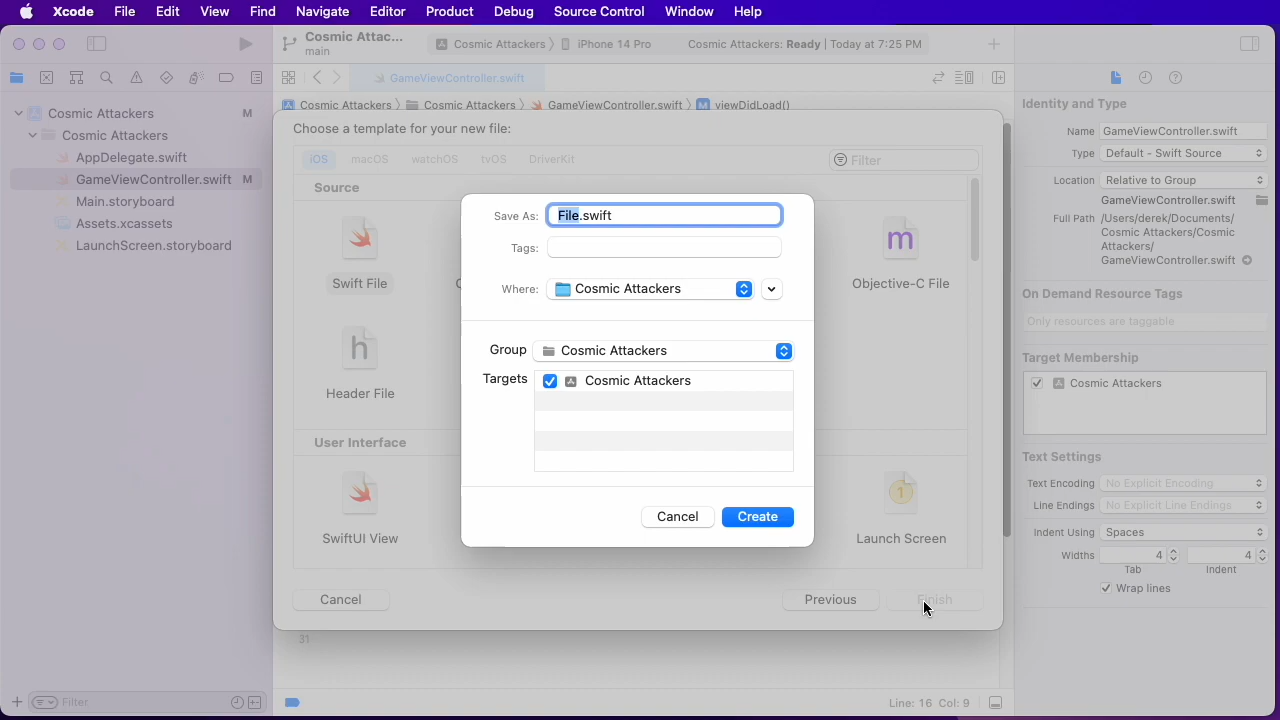 Xcode File Edit View Find Navigate Editor Product Debug Source Control Window Help
Cosmic Attac...
main
Cosmic Attackers iPhone 14 Pro Cosmic Attackers: Ready | Today at 7:25 PM
GameViewController.swift
Cosmic Attackers Cosmic Attackers GameViewController.swift M viewDidLoad()
Cosmic Attackers M
Cosmic Attackers
AppDelegate.swift
GameViewController.swift M
Main.storyboard
Assets.xcassets
LaunchScreen.storyboard
Filter
Choose a template for your new file:
iOS macOS watchOS tvOS DriverKit Filter
Source
Swift File
m
Objective-C File
h
Header File
User Interface
SwiftUI View
1
Launch Screen
Cancel Previous Finish
Save As: File.swift
Tags:
Where: Cosmic Attackers
Group Cosmic Attackers
Targets Cosmic Attackers
Cancel Create
31
Line: 16 Col: 9
Identity and Type
Name GameViewController.swift
Type Default - Swift Source
Location Relative to Group
GameViewController.swift
Full Path /Users/derek/Documents/
Cosmic Attackers/Cosmic
Attackers/
GameViewController.swift
On Demand Resource Tags
Only resources are taggable
Target Membership
Cosmic Attackers
Text Settings
Text Encoding No Explicit Encoding
Line Endings No Explicit Line Endings
Indent Using Spaces
Widths 4 4
Tab Indent
Wrap lines